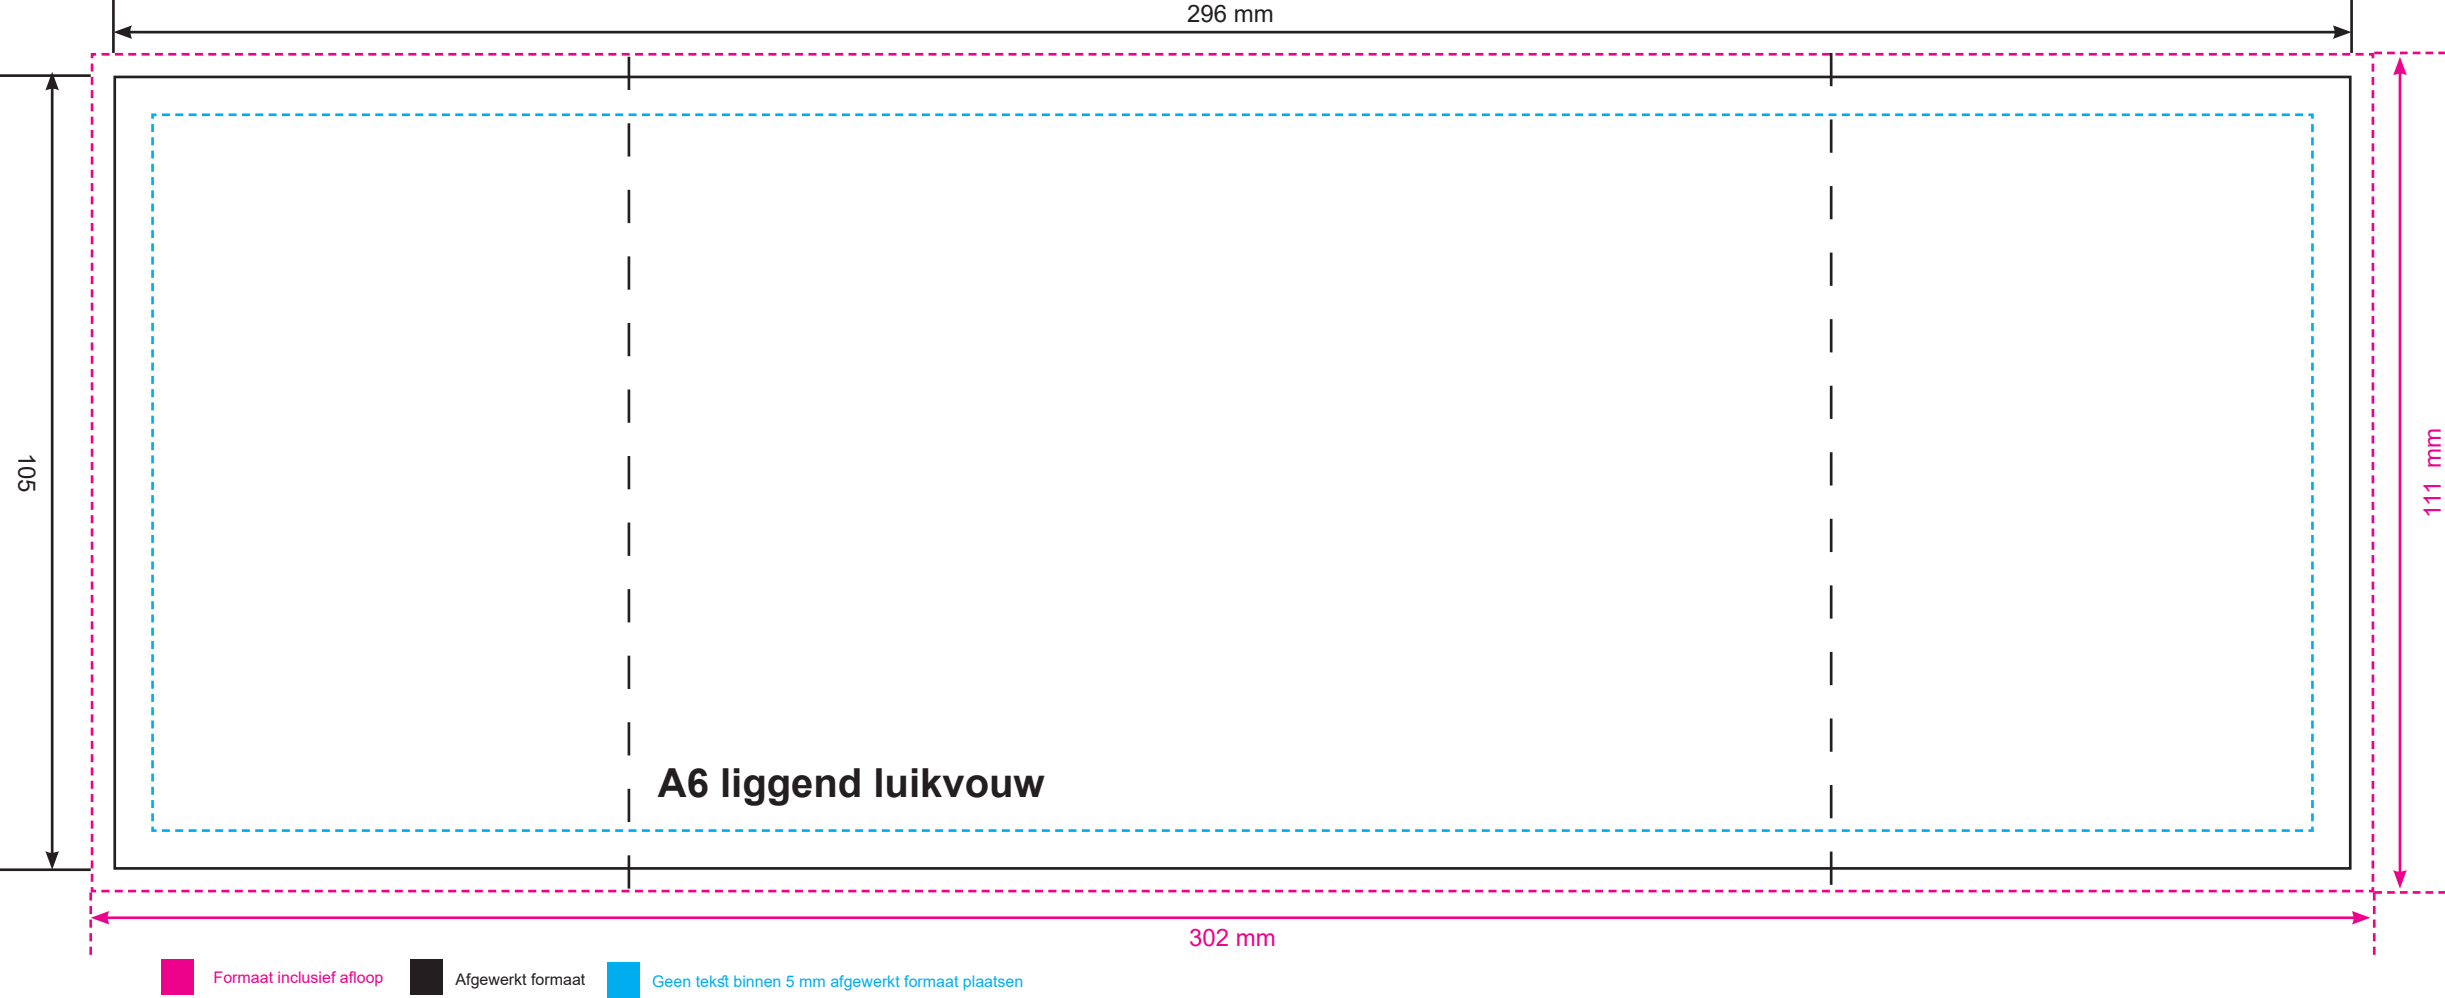 296 mm
105
111 mm
A6 liggend luikvouw
302 mm
Formaat inclusief afloop
Afgewerkt formaat
Geen tekst binnen 5 mm afgewerkt formaat plaatsen